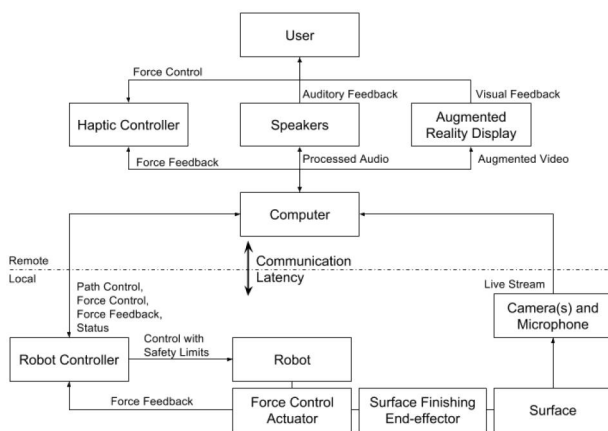 User
Force Control
Auditory Feedback
Visual Feedback
Haptic Controller
Speakers
Augmented
Reality Display
Force Feedback
Processed Audio
Augmented Video
Computer
Remote
Local
Communication
Latency
Path Control,
Force Control,
Force Feedback,
Status
Live Stream
Camera(s) and
Microphone
Robot Controller
Control with
Safety Limits
Robot
Force Feedback
Force Control
Actuator
Surface Finishing
End-effector
Surface